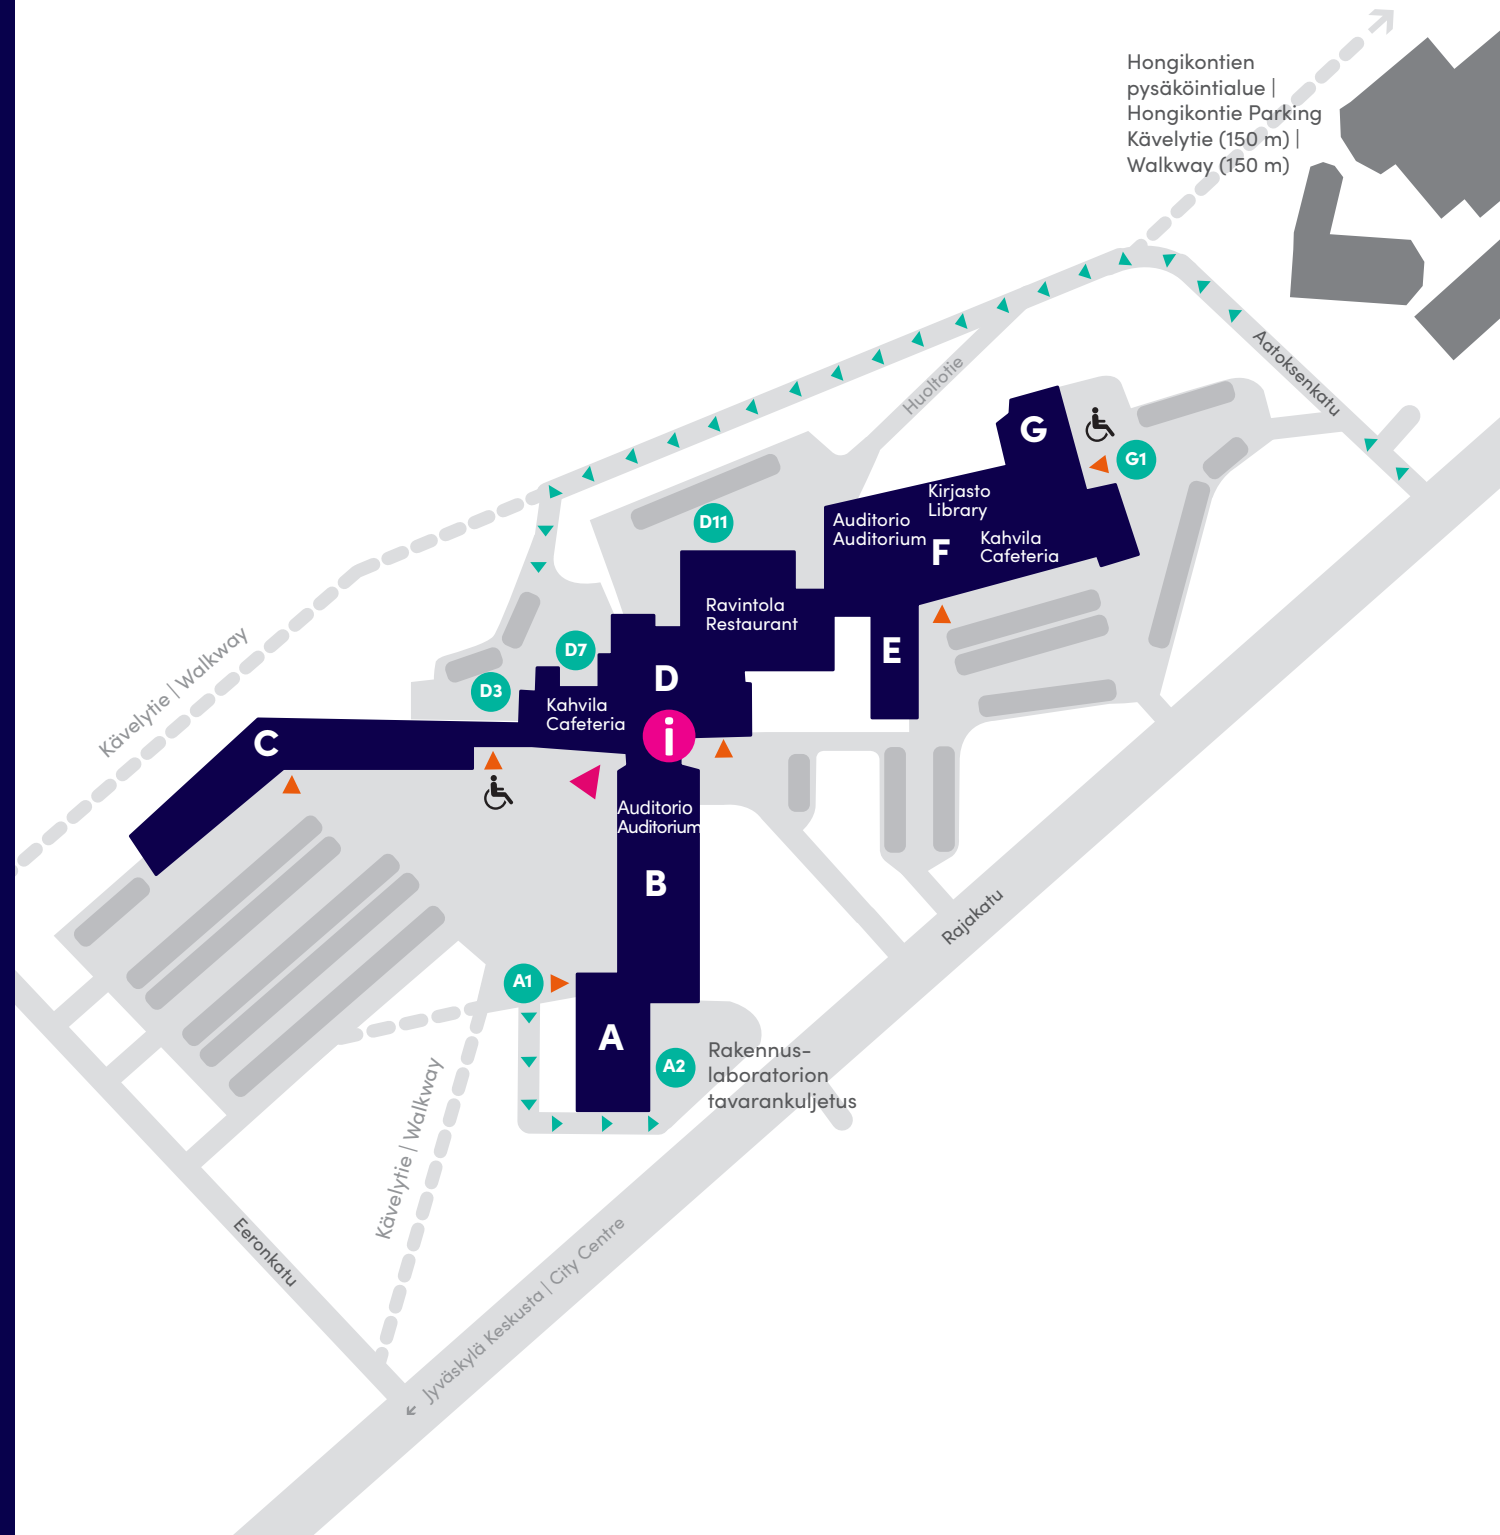 Hongikontien
pysäköintialue |
Hongikontie Parking
Kävelytie (150 m) |
Walkway (150 m)
Aatoksenkatu
Huoltotie
G
G1
Kirjasto
Library
Auditorio
Auditorium
F
Kahvila
Cafeteria
D11
Ravintola
Restaurant
E
D7
D
D3
Kahvila
Cafeteria
i
Kävelytie | Walkway
C
Auditorio
Auditorium
B
Rajakatu
A1
A
A2
Rakennus-
laboratorion
tavarankuljetus
Kävelytie | Walkway
Eeronkatu
Jyväskylä Keskusta | City Centre